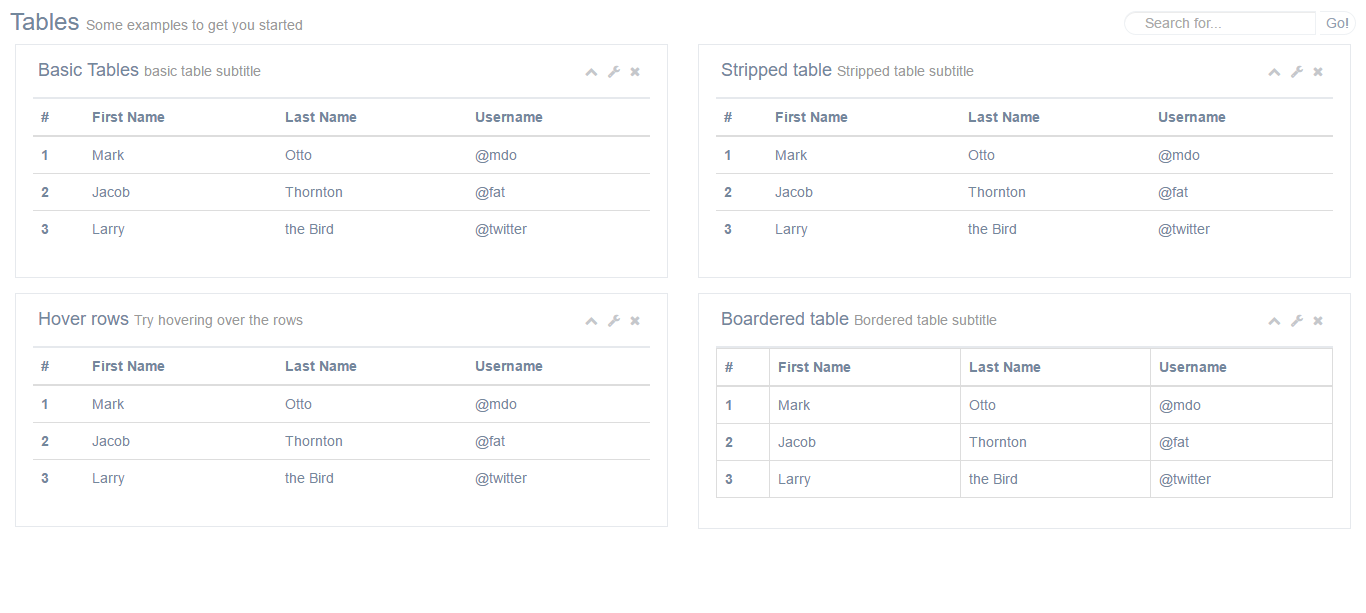 Tables Some examples to get you started
Search for... Go!
Basic Tables basic table subtitle
# First Name Last Name Username
1 Mark Otto @mdo
2 Jacob Thornton @fat
3 Larry the Bird @twitter
Stripped table Stripped table subtitle
# First Name Last Name Username
1 Mark Otto @mdo
2 Jacob Thornton @fat
3 Larry the Bird @twitter
Hover rows Try hovering over the rows
# First Name Last Name Username
1 Mark Otto @mdo
2 Jacob Thornton @fat
3 Larry the Bird @twitter
Boardered table Bordered table subtitle
# First Name Last Name Username
1 Mark Otto @mdo
2 Jacob Thornton @fat
3 Larry the Bird @twitter